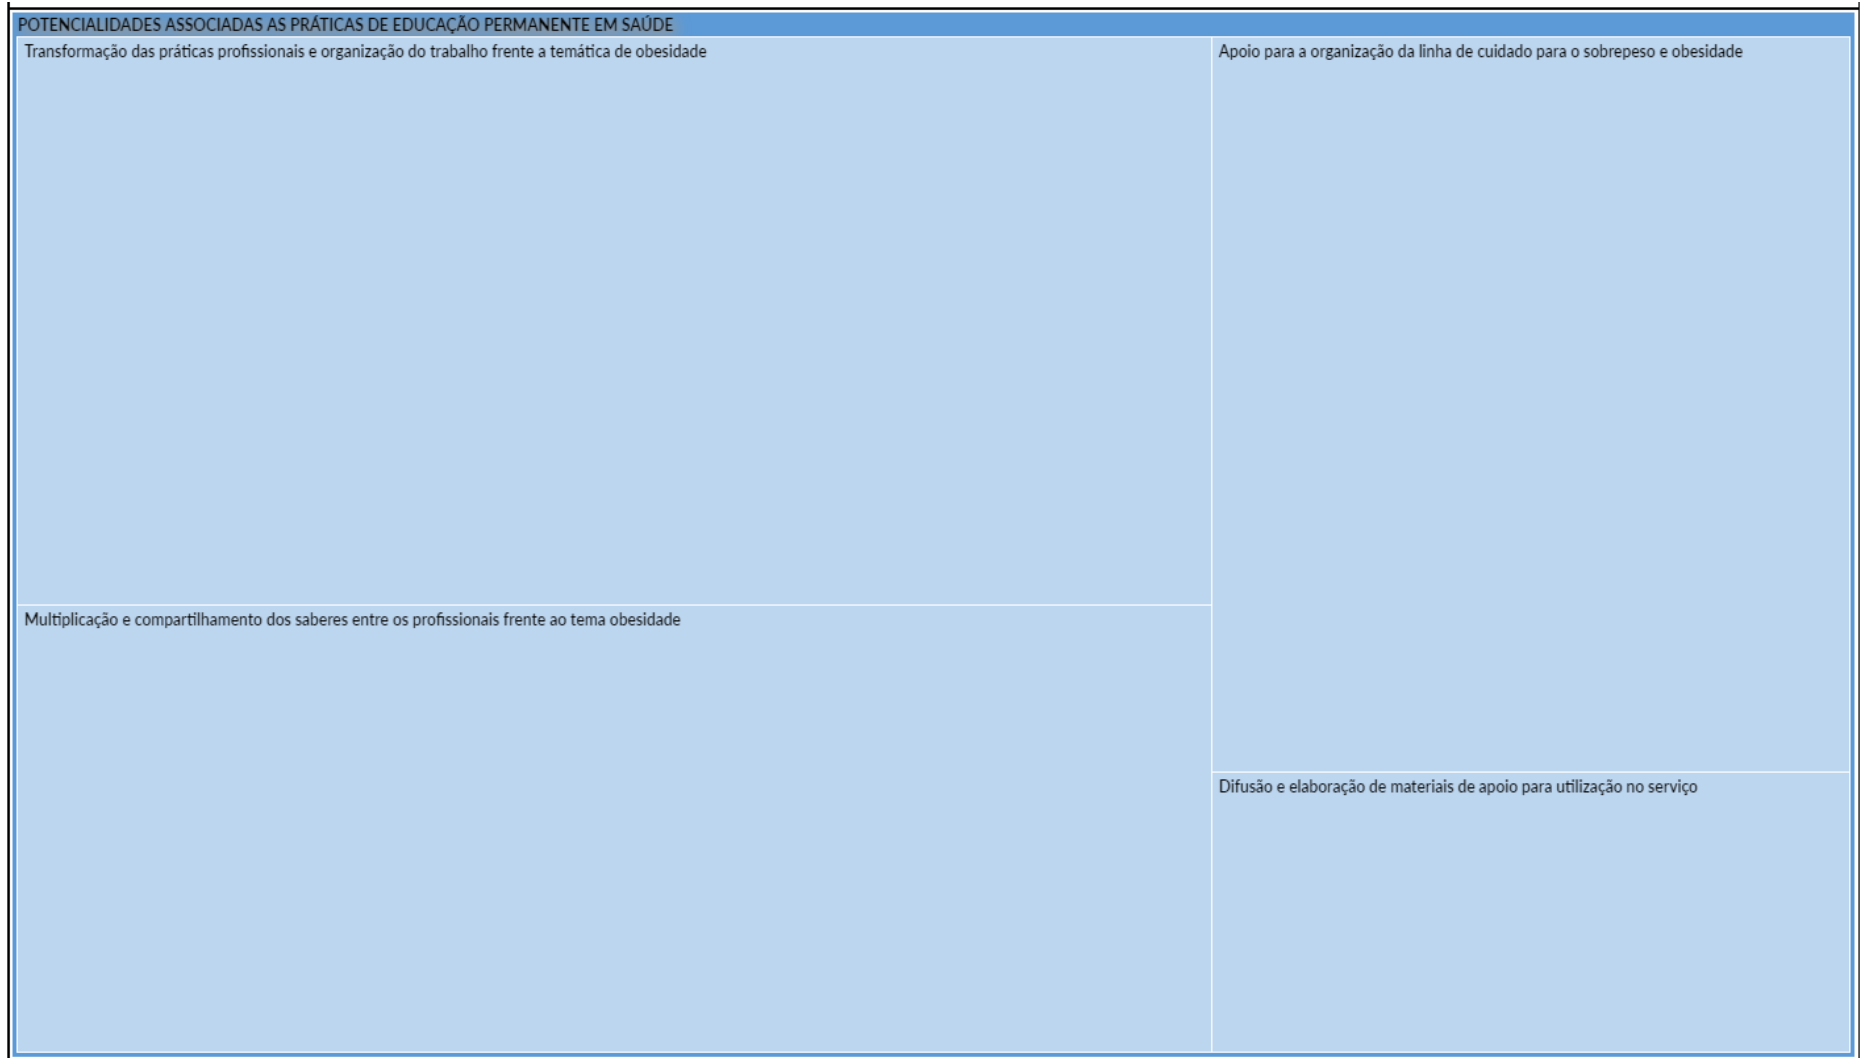 POTENCIALIDADES ASSOCIADAS AS PRÁTICAS DE EDUCAÇÃO PERMANENTE EM SAÚDE
Transformação das práticas profissionais e organização do trabalho frente a temática de obesidade
Apoio para a organização da linha de cuidado para o sobrepeso e obesidade
Multiplicação e compartilhamento dos saberes entre os profissionais frente ao tema obesidade
Difusão e elaboração de materiais de apoio para utilização no serviço